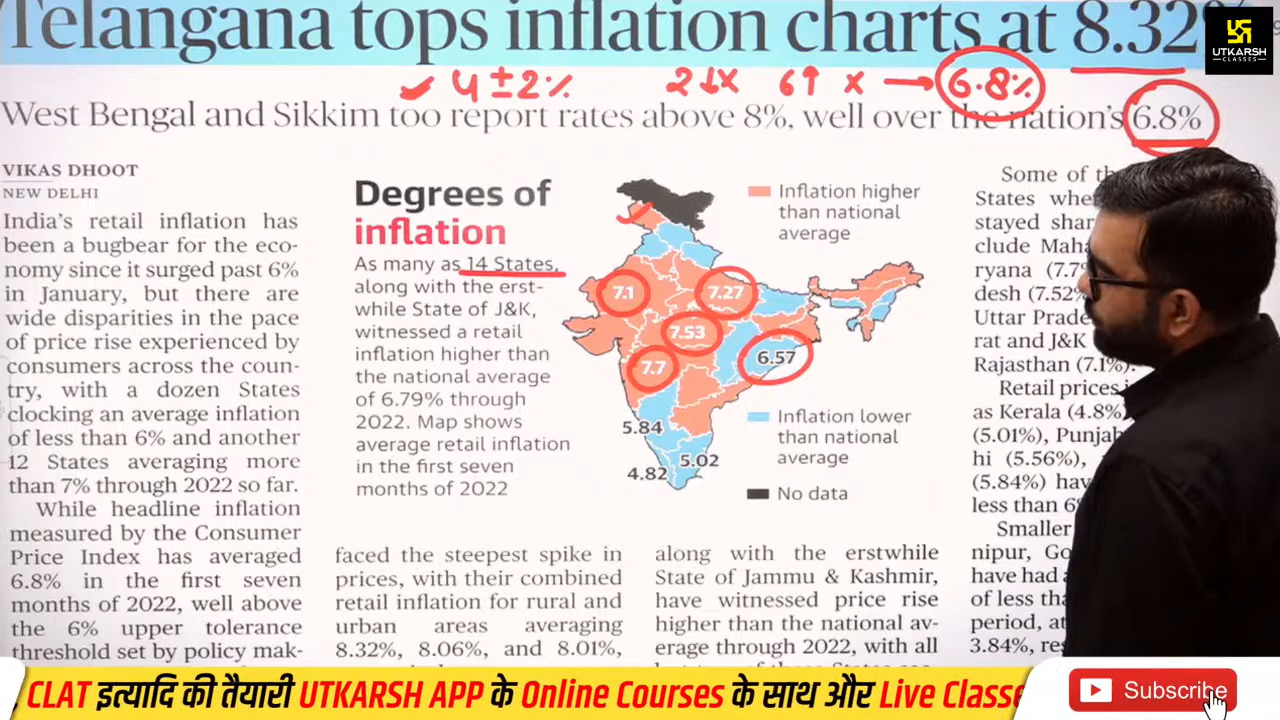 Telangana tops inflation charts at 8.32%
UTKARSH
CLASSES
4 ± 2%
2↓x 6↑ x → 6.8%
West Bengal and Sikkim too report rates above 8%, well over the nation's 6.8%
VIKAS DHOOT
NEW DELHI
India's retail inflation has
been a bugbear for the eco-
nomy since it surged past 6%
in January, but there are
wide disparities in the pace
of price rise experienced by
consumers across the coun-
try, with a dozen States
clocking an average inflation
of less than 6% and another
12 States averaging more
than 7% through 2022 so far.
While headline inflation
measured by the Consumer
Price Index has averaged
6.8% in the first seven
months of 2022, well above
the 6% upper tolerance
threshold set by policy mak-
Degrees of
inflation
As many as 14 States,
along with the erst-
while State of J&K,
witnessed a retail
inflation higher than
the national average
of 6.79% through
2022. Map shows
average retail inflation
in the first seven
months of 2022
7.1
7.27
7.53
7.7
6.57
5.84
5.02
4.82
Inflation higher
than national
average
Inflation lower
than national
average
No data
faced the steepest spike in
prices, with their combined
retail inflation for rural and
urban areas averaging
8.32%, 8.06%, and 8.01%,
along with the erstwhile
State of Jammu & Kashmir,
have witnessed price rise
higher than the national av-
erage through 2022, with all
Some of
States
stayed
clude
ryana
desh (7.52%
Uttar
rat and J&K
Rajasthan (7.1%).
Retail prices
as Kerala (4.8%)
(5.01%), Punjab
hi (5.56%),
(5.84%)
less than
Smaller
nipur,
have had
of less
period,
3.84%,
CLAT इत्यादि की तैयारी UTKARSH APP के Online Courses के साथ और Live Classe
Subscribe